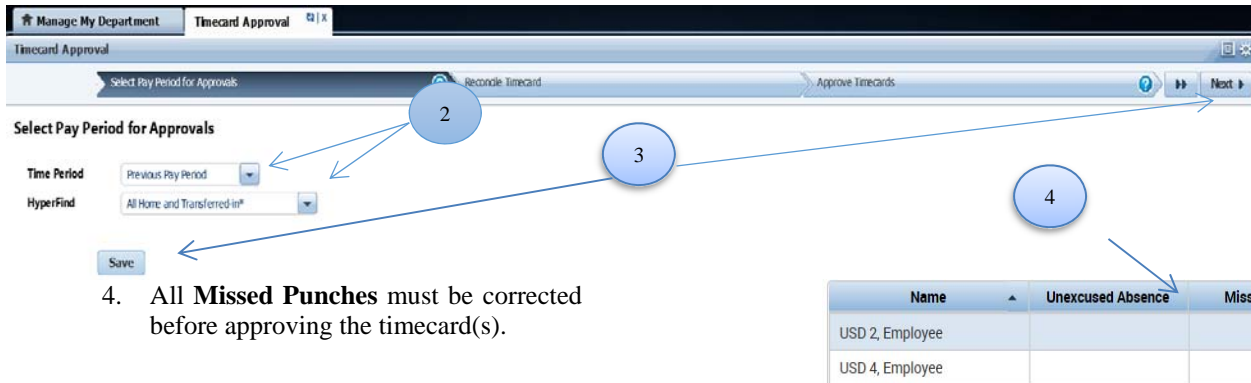 Manage My Department Timecard Approval x
Timecard Approval
Select Pay Period for Approvals Reconcile Timecard Approve Timecards ? Next
2
Select Pay Period for Approvals
3
Time Period Previous Pay Period
4
HyperFind All Home and Transferred-in*
Save
4. All Missed Punches must be corrected
before approving the timecard(s).
Name Unexcused Absence Miss
USD 2, Employee
USD 4, Employee